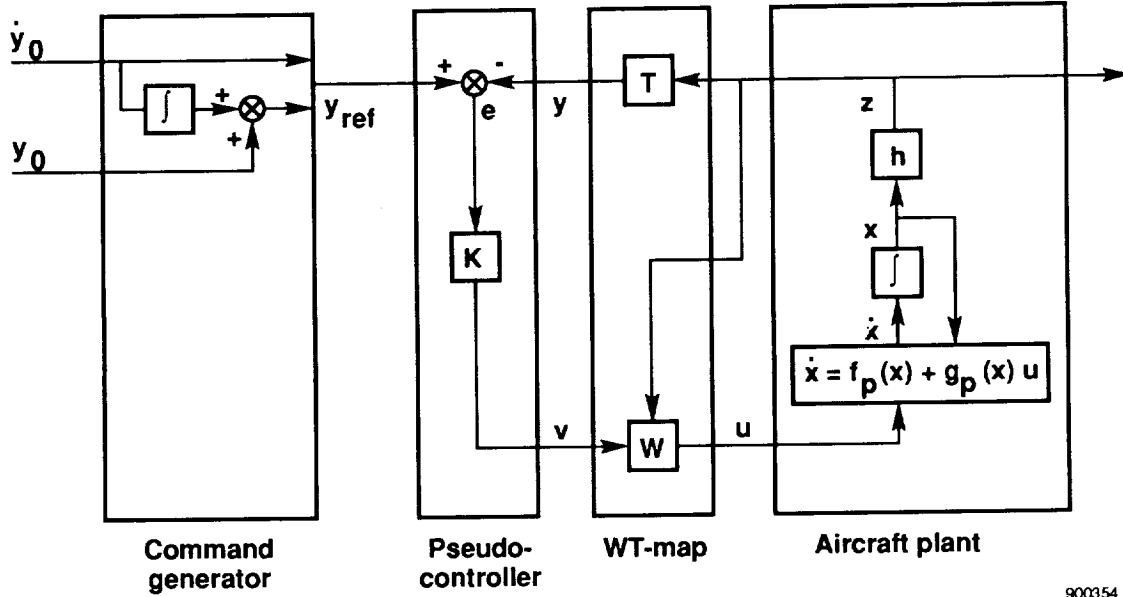 ẏ0
y0
∫
+
+
yref
+
-
e
y
K
v
T
W
u
z
h
x
∫
ẋ
ẋ = fp(x) + gp(x) u
Command
generator
Pseudo-
controller
WT-map
Aircraft plant
900354